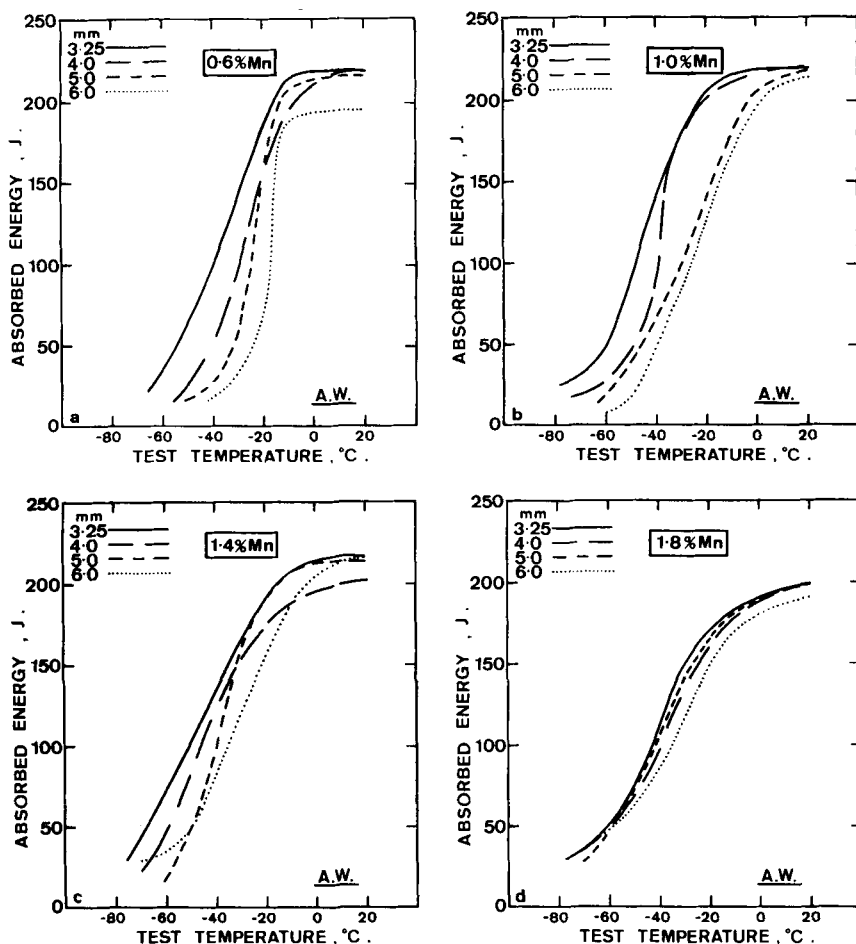 250
200
150
100
50
0
ABSORBED ENERGY , J.
mm
3·25
4·0
5·0
6·0
0·6%Mn
A.W.
a
-80 -60 -40 -20 0 20
TEST TEMPERATURE ,°C.
250
200
150
100
50
0
ABSORBED ENERGY , J.
mm
3·25
4·0
5·0
6·0
1·0%Mn
A.W.
b
-80 -60 -40 -20 0 20
TEST TEMPERATURE ,°C.
250
200
150
100
50
0
ABSORBED ENERGY , J.
mm
3·25
4·0
5·0
6·0
1·4%Mn
A.W.
c
-80 -60 -40 -20 0 20
TEST TEMPERATURE ,°C.
250
200
150
100
50
0
ABSORBED ENERGY , J.
mm
3·25
4·0
5·0
6·0
1·8%Mn
A.W.
d
-80 -60 -40 -20 0 20
TEST TEMPERATURE ,°C.